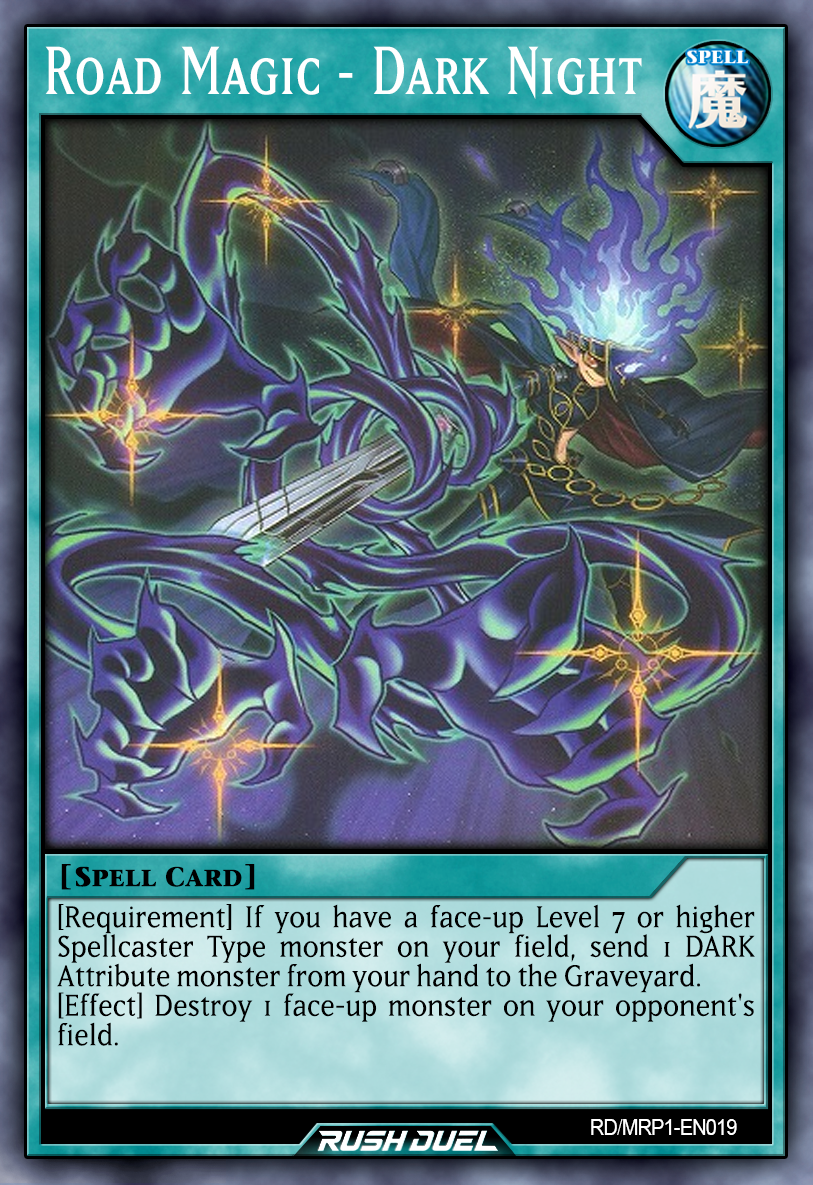 Road Magic - Dark Night
SPELL
魔
[Spell Card]
[Requirement] If you have a face-up Level 7 or higher
Spellcaster Type monster on your field, send 1 DARK
Attribute monster from your hand to the Graveyard.
[Effect] Destroy 1 face-up monster on your opponent's
field.
RD/MRP1-EN019
RUSH DUEL